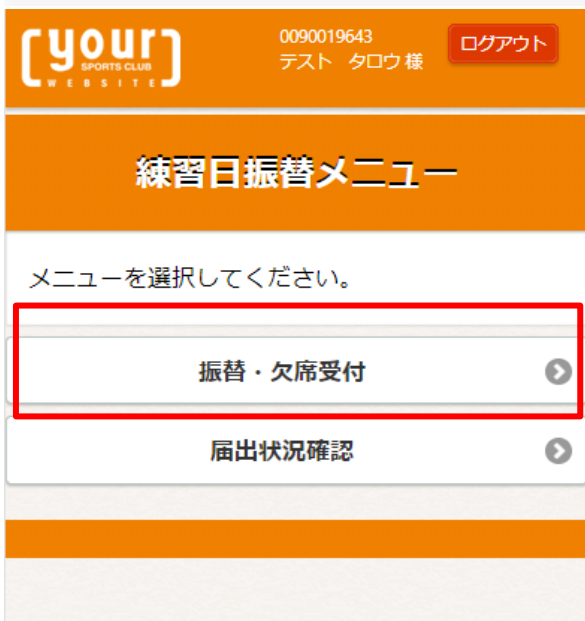 your
SPORTS CLUB
WEBSITE
0090019643
テスト タロウ 様
ログアウト
練習日振替メニュー
メニューを選択してください。
振替・欠席受付
届出状況確認